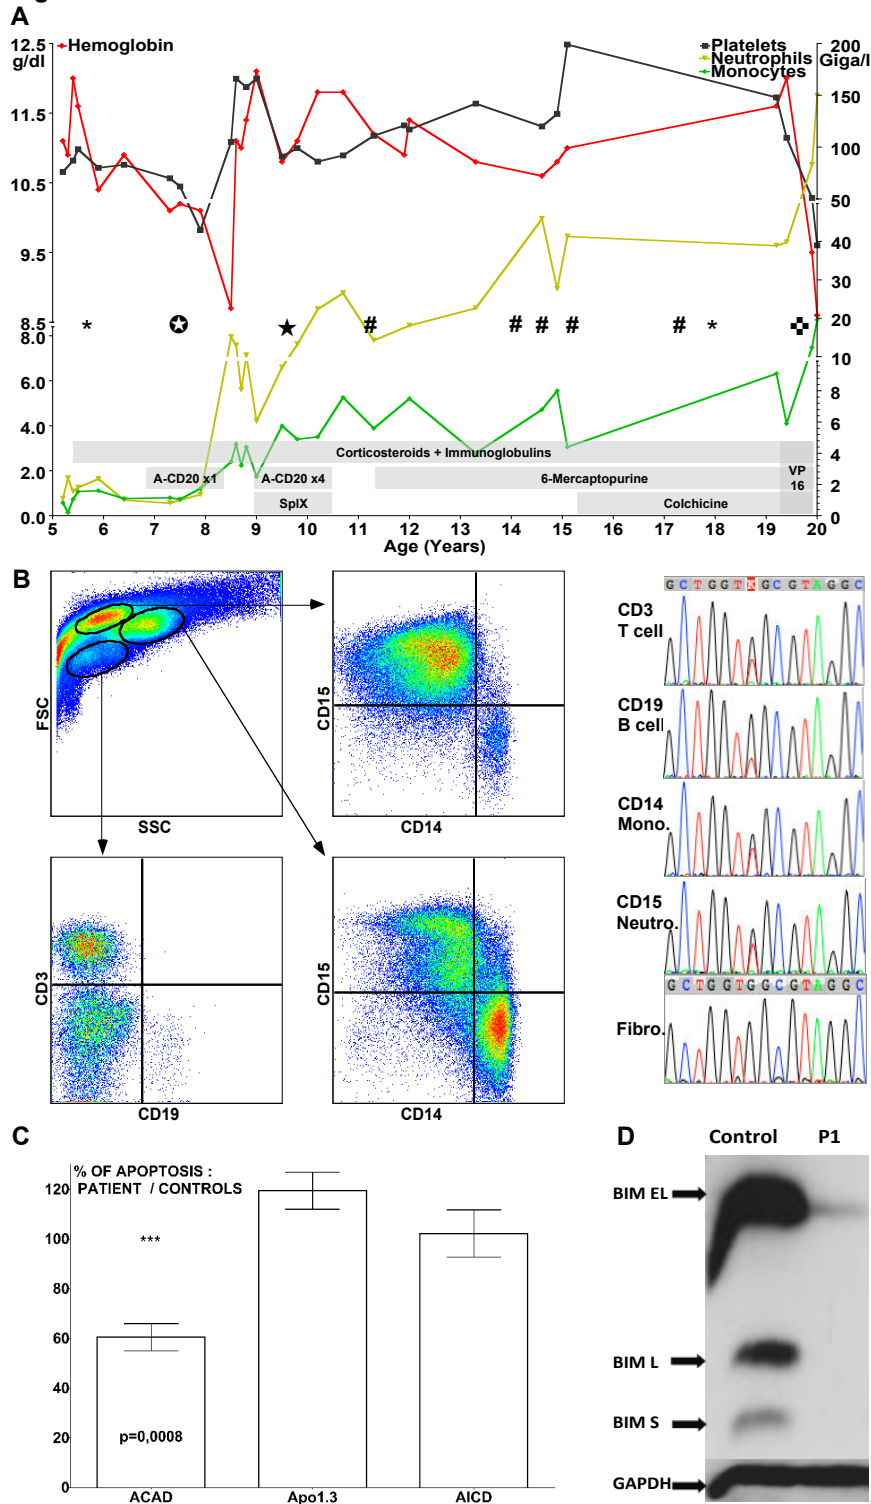 A
12.5
g/dl
Hemoglobin
Platelets
Neutrophils
Monocytes
200
Giga/l
11.5
150
10.5
100
50
9.5
40
30
8.5
* # # # # # *
20
8.0
10
6.0
8
4.0
6
Corticosteroids + Immunoglobulins
4
A-CD20 x1
A-CD20 x4
6-Mercaptopurine
VP
16
2.0
2
SplX
Colchicine
0.0
0
5 6 7 8 9 10 11 12 13 14 15 16 17 18 19 20
Age (Years)
B
FSC
SSC
CD15
CD14
CD3
CD19
CD15
CD14
G C T G G T K G C G T A G G C
CD3
T cell
CD19
B cell
CD14
Mono.
CD15
Neutro.
G C T G G T G G C G T A G G C
Fibro.
C
% OF APOPTOSIS :
PATIENT / CONTROLS
120
100
80
60
40
20
0
***
p=0,0008
ACAD Apo1.3 AICD
D
Control P1
BIM EL
BIM L
BIM S
GAPDH